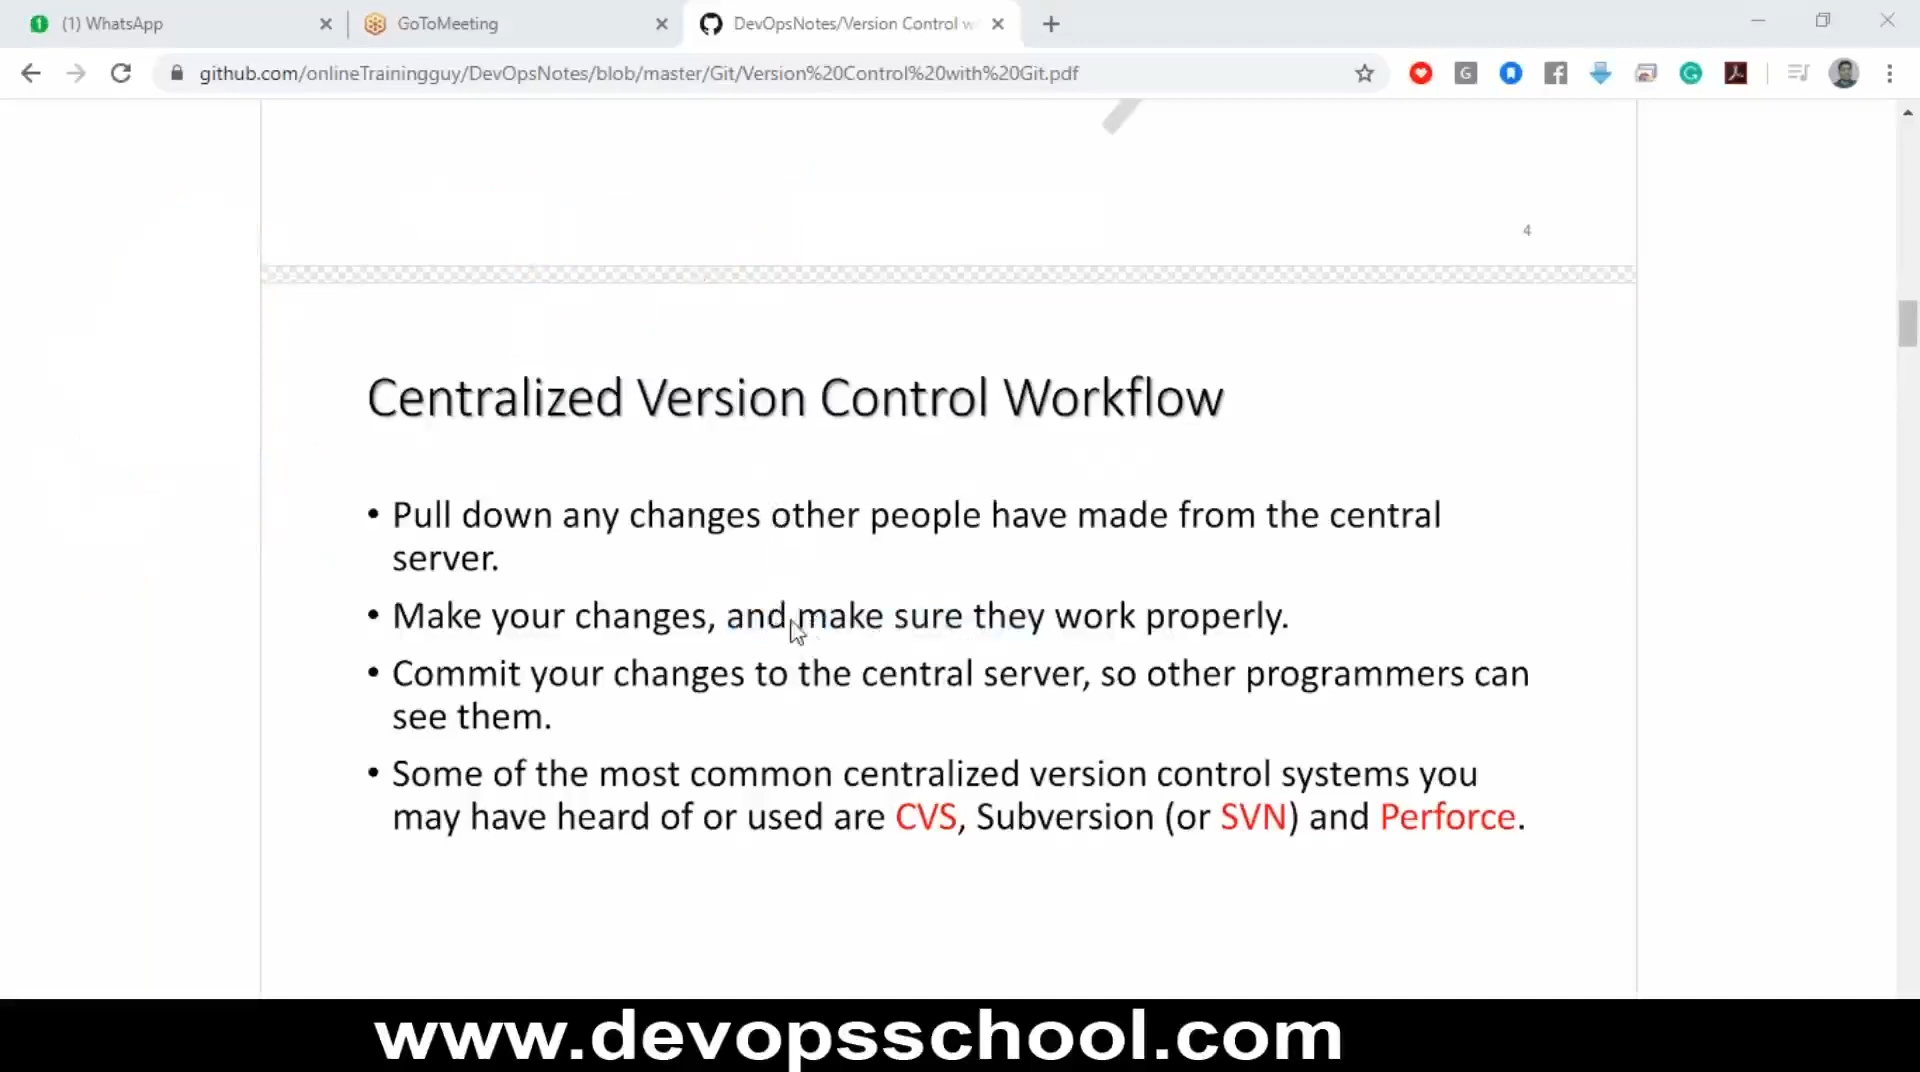 (1) WhatsApp
GoToMeeting
DevOpsNotes/Version Control w
github.com/onlineTrainingguy/DevOpsNotes/blob/master/Git/Version%20Control%20with%20Git.pdf
4
Centralized Version Control Workflow
• Pull down any changes other people have made from the central
server.
• Make your changes, and make sure they work properly.
• Commit your changes to the central server, so other programmers can
see them.
• Some of the most common centralized version control systems you
may have heard of or used are CVS, Subversion (or SVN) and Perforce.
www.devopsschool.com